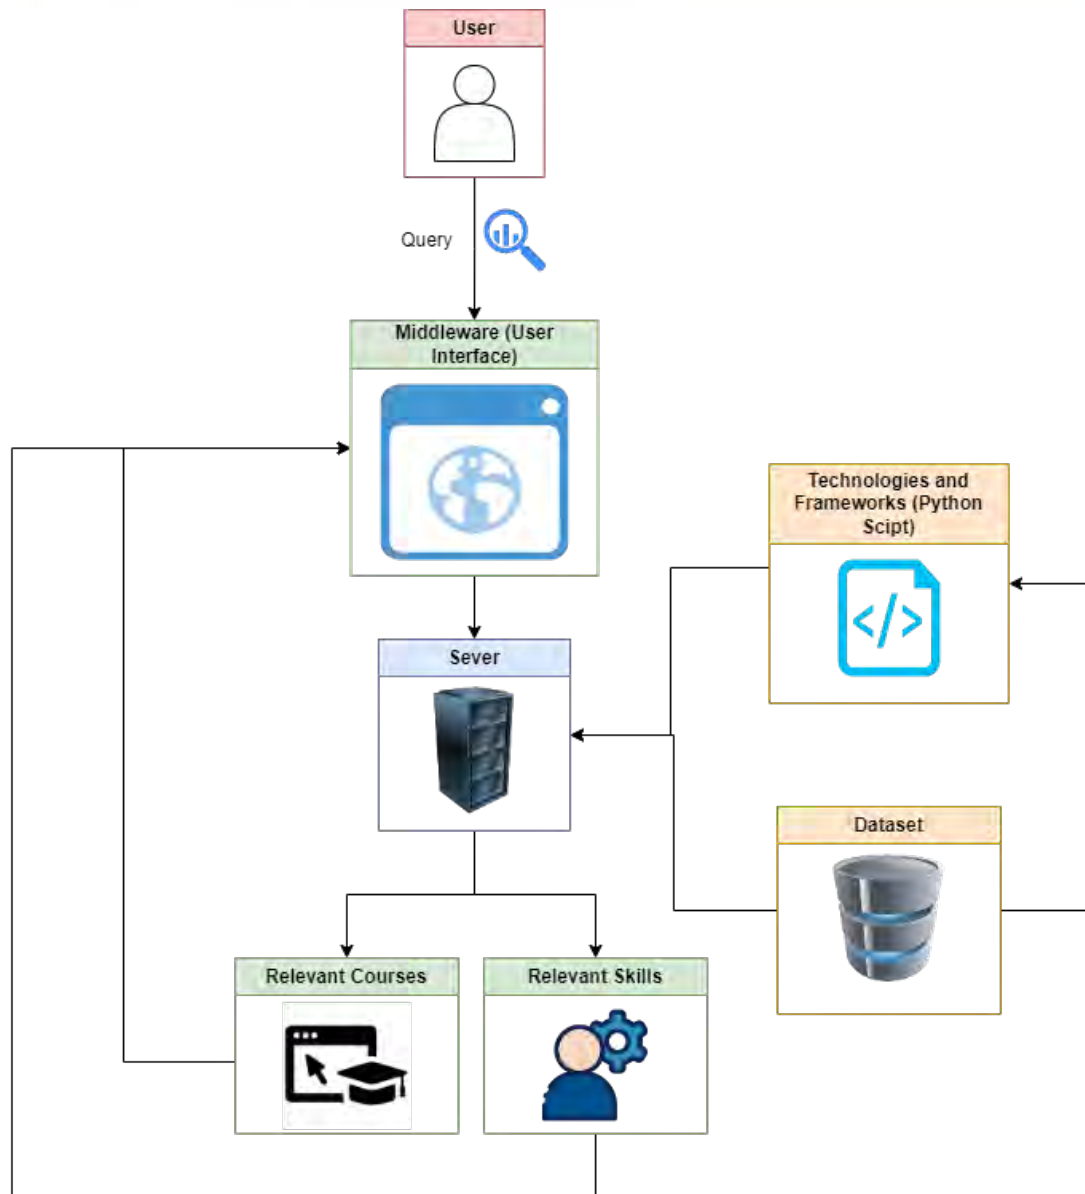 User
Query
Middleware (User
Interface)
Technologies and
Frameworks (Python
Scipt)
Sever
Dataset
Relevant Courses
Relevant Skills